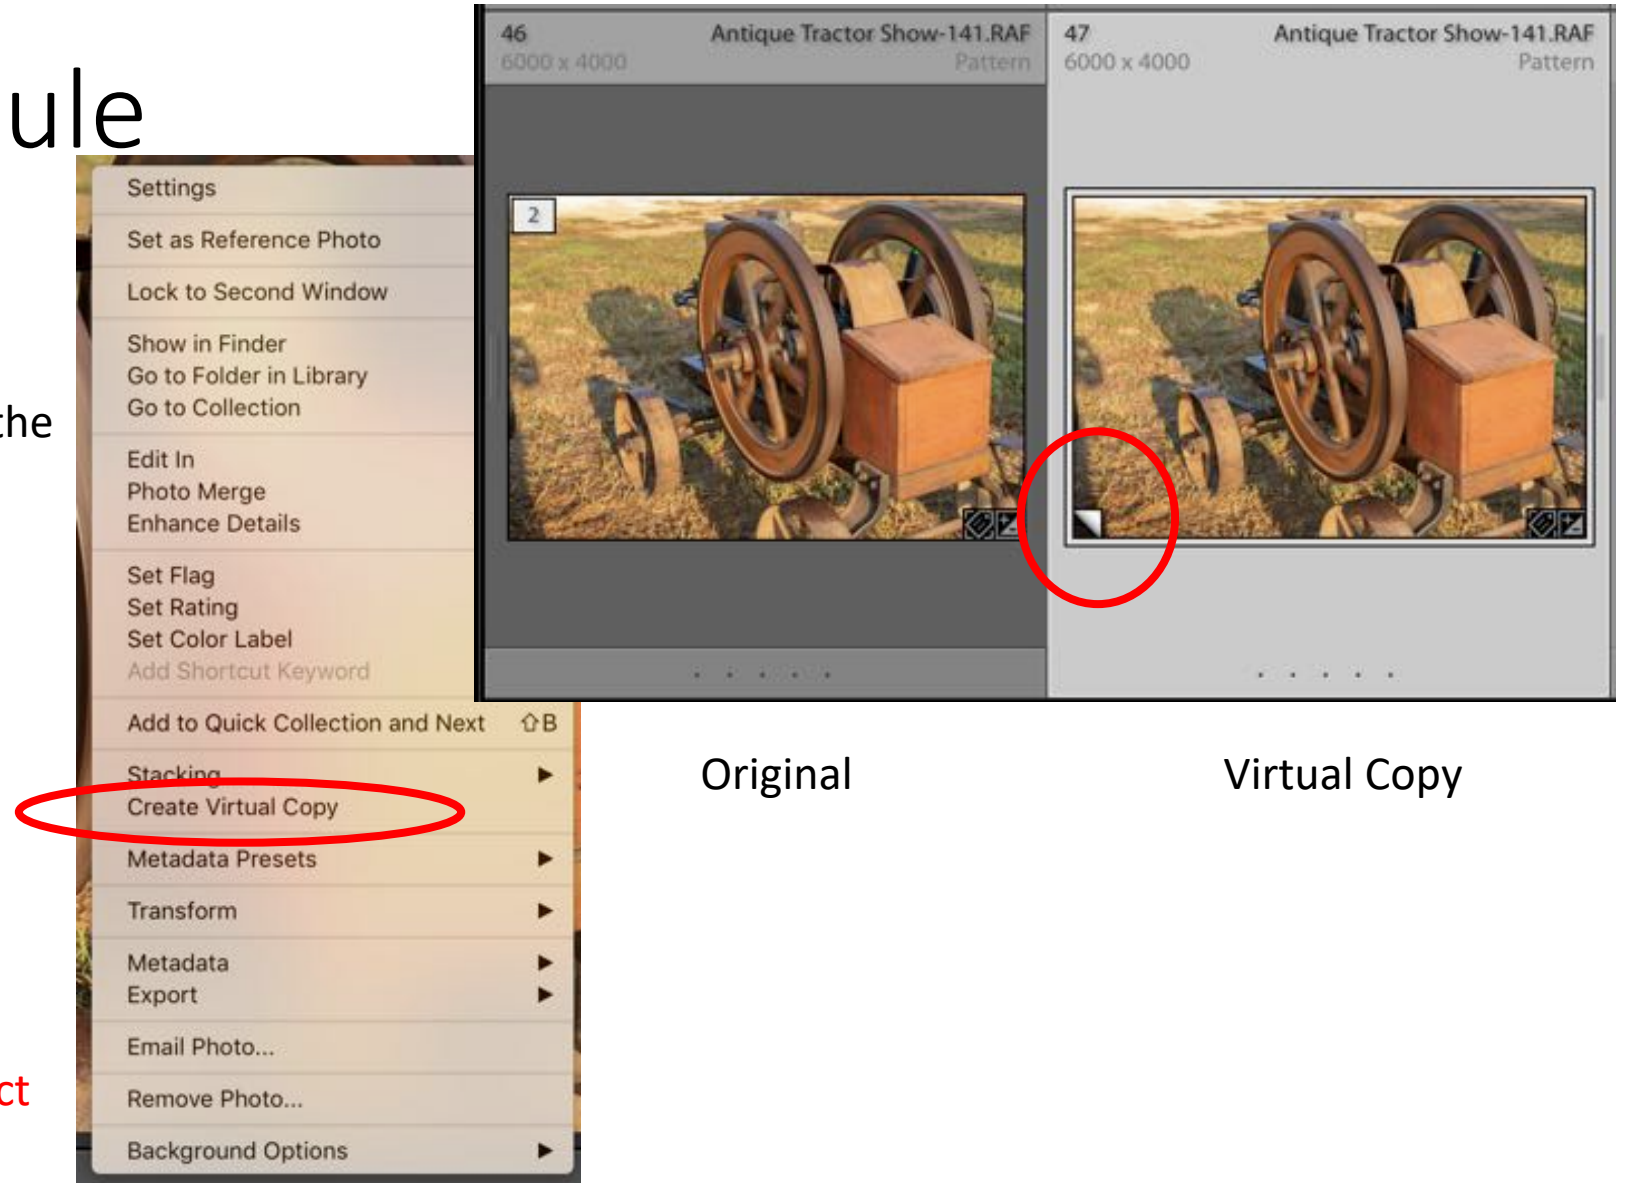 ule
the
ct
Settings
Set as Reference Photo
Lock to Second Window
Show in Finder
Go to Folder in Library
Go to Collection
Edit In
Photo Merge
Enhance Details
Set Flag
Set Rating
Set Color Label
Add Shortcut Keyword
Add to Quick Collection and Next ⇧B
Stacking
Create Virtual Copy
Metadata Presets
Transform
Metadata
Export
Email Photo...
Remove Photo...
Background Options
46 Antique Tractor Show-141.RAF
6000 x 4000 Pattern
2
47 Antique Tractor Show-141.RAF
6000 x 4000 Pattern
Original
Virtual Copy